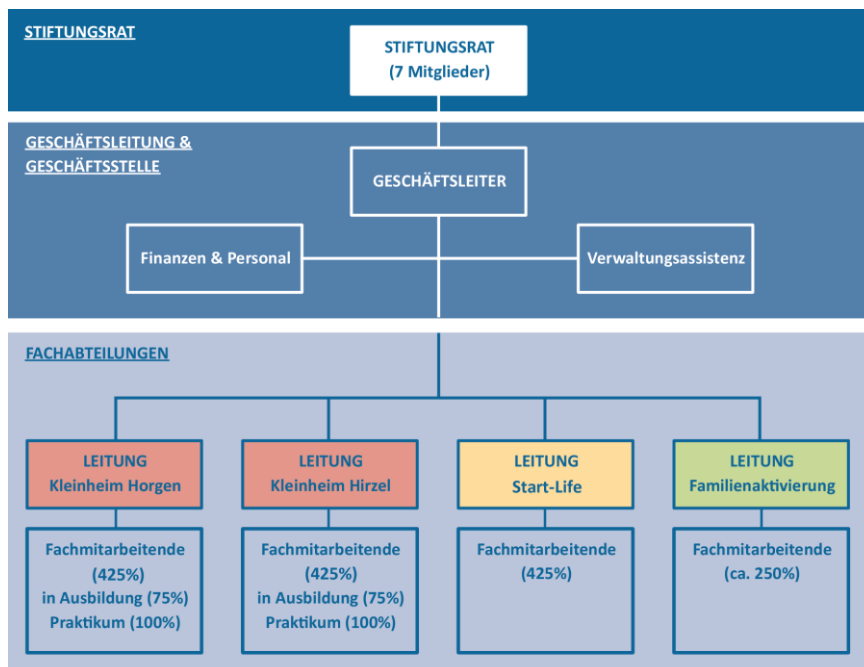 STIFTUNGSRAT
STIFTUNGSRAT
(7 Mitglieder)
GESCHÄFTSLEITUNG &
GESCHÄFTSSTELLE
GESCHÄFTSLEITER
Finanzen & Personal
Verwaltungsassistenz
FACHABTEILUNGEN
LEITUNG
Kleinheim Horgen
LEITUNG
Kleinheim Hirzel
LEITUNG
Start-Life
LEITUNG
Familienaktivierung
Fachmitarbeitende
(425%)
in Ausbildung (75%)
Praktikum (100%)
Fachmitarbeitende
(425%)
in Ausbildung (75%)
Praktikum (100%)
Fachmitarbeitende
(425%)
Fachmitarbeitende
(ca. 250%)